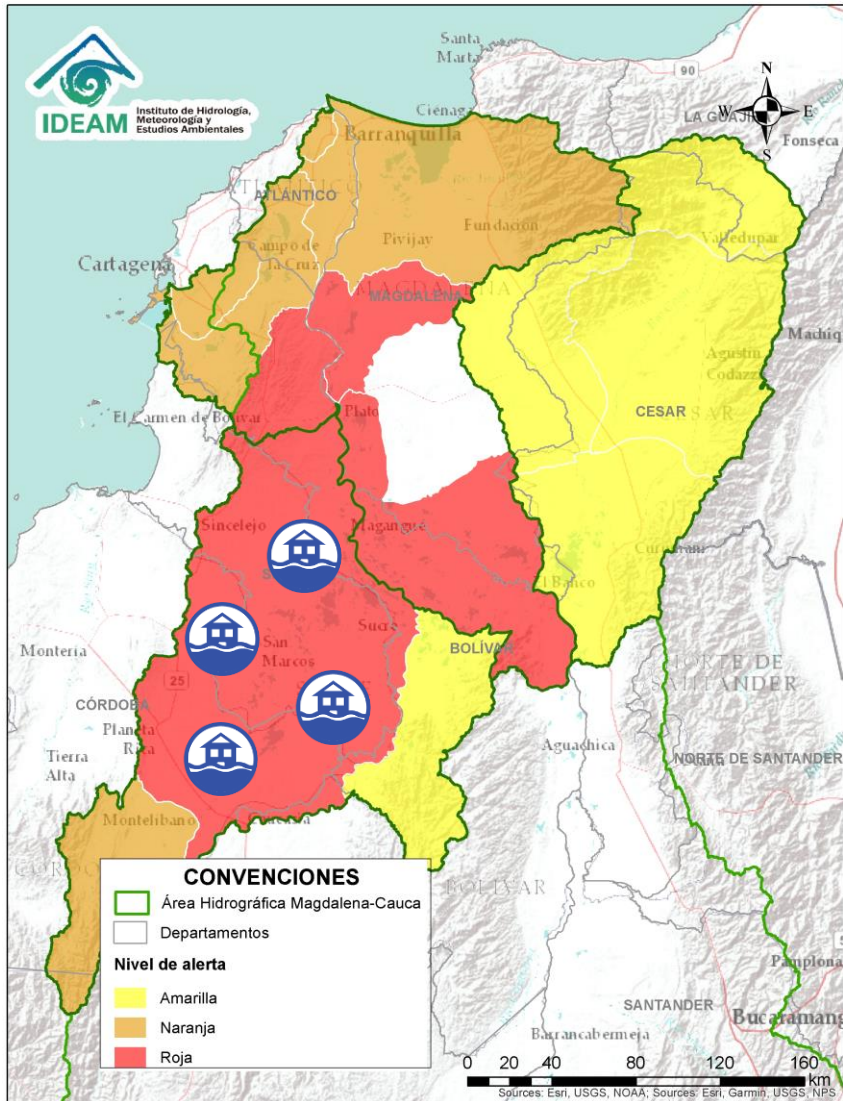 IDEAM
Instituto de Hidrología,
Meteorología y
Estudios Ambientales
Santa
Marta
90
N
W
E
S
LA GUAJIRA
Ciénaga
Fonseca
Barranquilla
ATLÁNTICO
Fundación
Campo de
la Cruz
Pivijay
Valledupar
Cartagena
MAGDALENA
Agustín
Codazzi
El Carmen de Bolívar
Plato
CESAR
Sincelejo
Magangué
Curumaní
El Banco
Sucre
BOLÍVAR
Montería
San
Marcos
25
NORTE DE
SANTANDER
CÓRDOBA
Planeta
Rica
Tierra
Alta
Aguachica
NORTE DE SANTANDER
Montelíbano
Caucasia
BOLÍVAR
CONVENCIONES
Área Hidrográfica Magdalena-Cauca
Departamentos
Nivel de alerta
Amarilla
Naranja
Roja
Pamplona
SANTANDER
Barrancabermeja
0 20 40 80 120 160
km
Sources: Esri, USGS, NOAA; Sources: Esri, Garmin, USGS, NPS